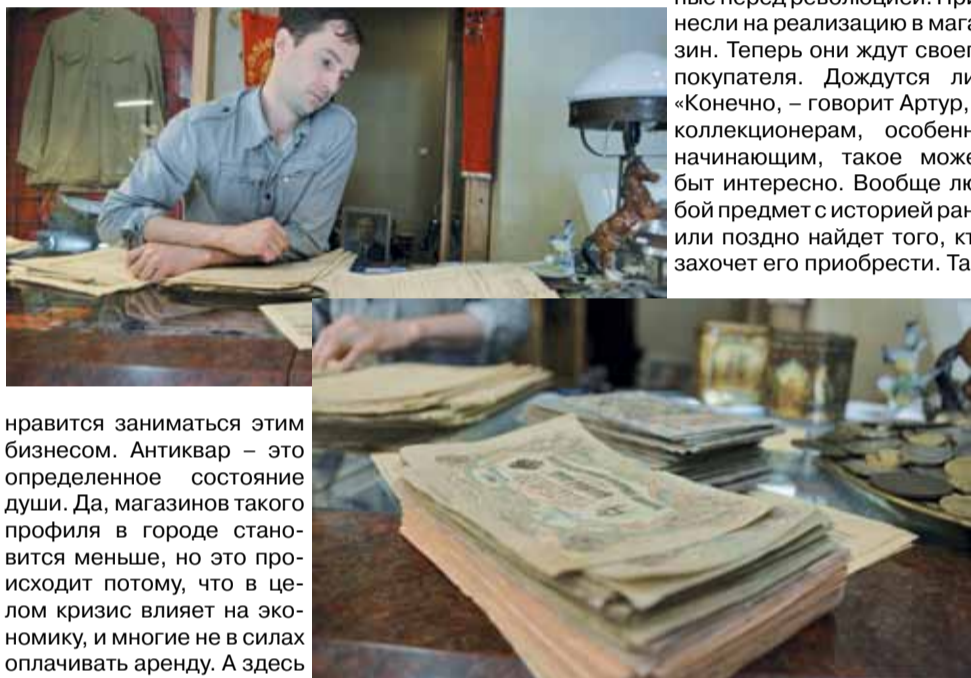 нравится заниматься этим
бизнесом. Антиквар – это
определенное состояние
души. Да, магазинов такого
профиля в городе стано-
вится меньше, но это про-
исходит потому, что в це-
лом кризис влияет на эко-
номику, и многие не в силах
оплачивать аренду. А здесь
ные перед революцией. При
несли на реализацию в мага
зин. Теперь они ждут своег
покупателя. Дождутся ли
«Конечно, – говорит Артур,
коллекционерам, особенн
начинающим, такое може
быт интересно. Вообще лю
бой предмет с историей ран
или поздно найдет того, кт
захочет его приобрести. Та